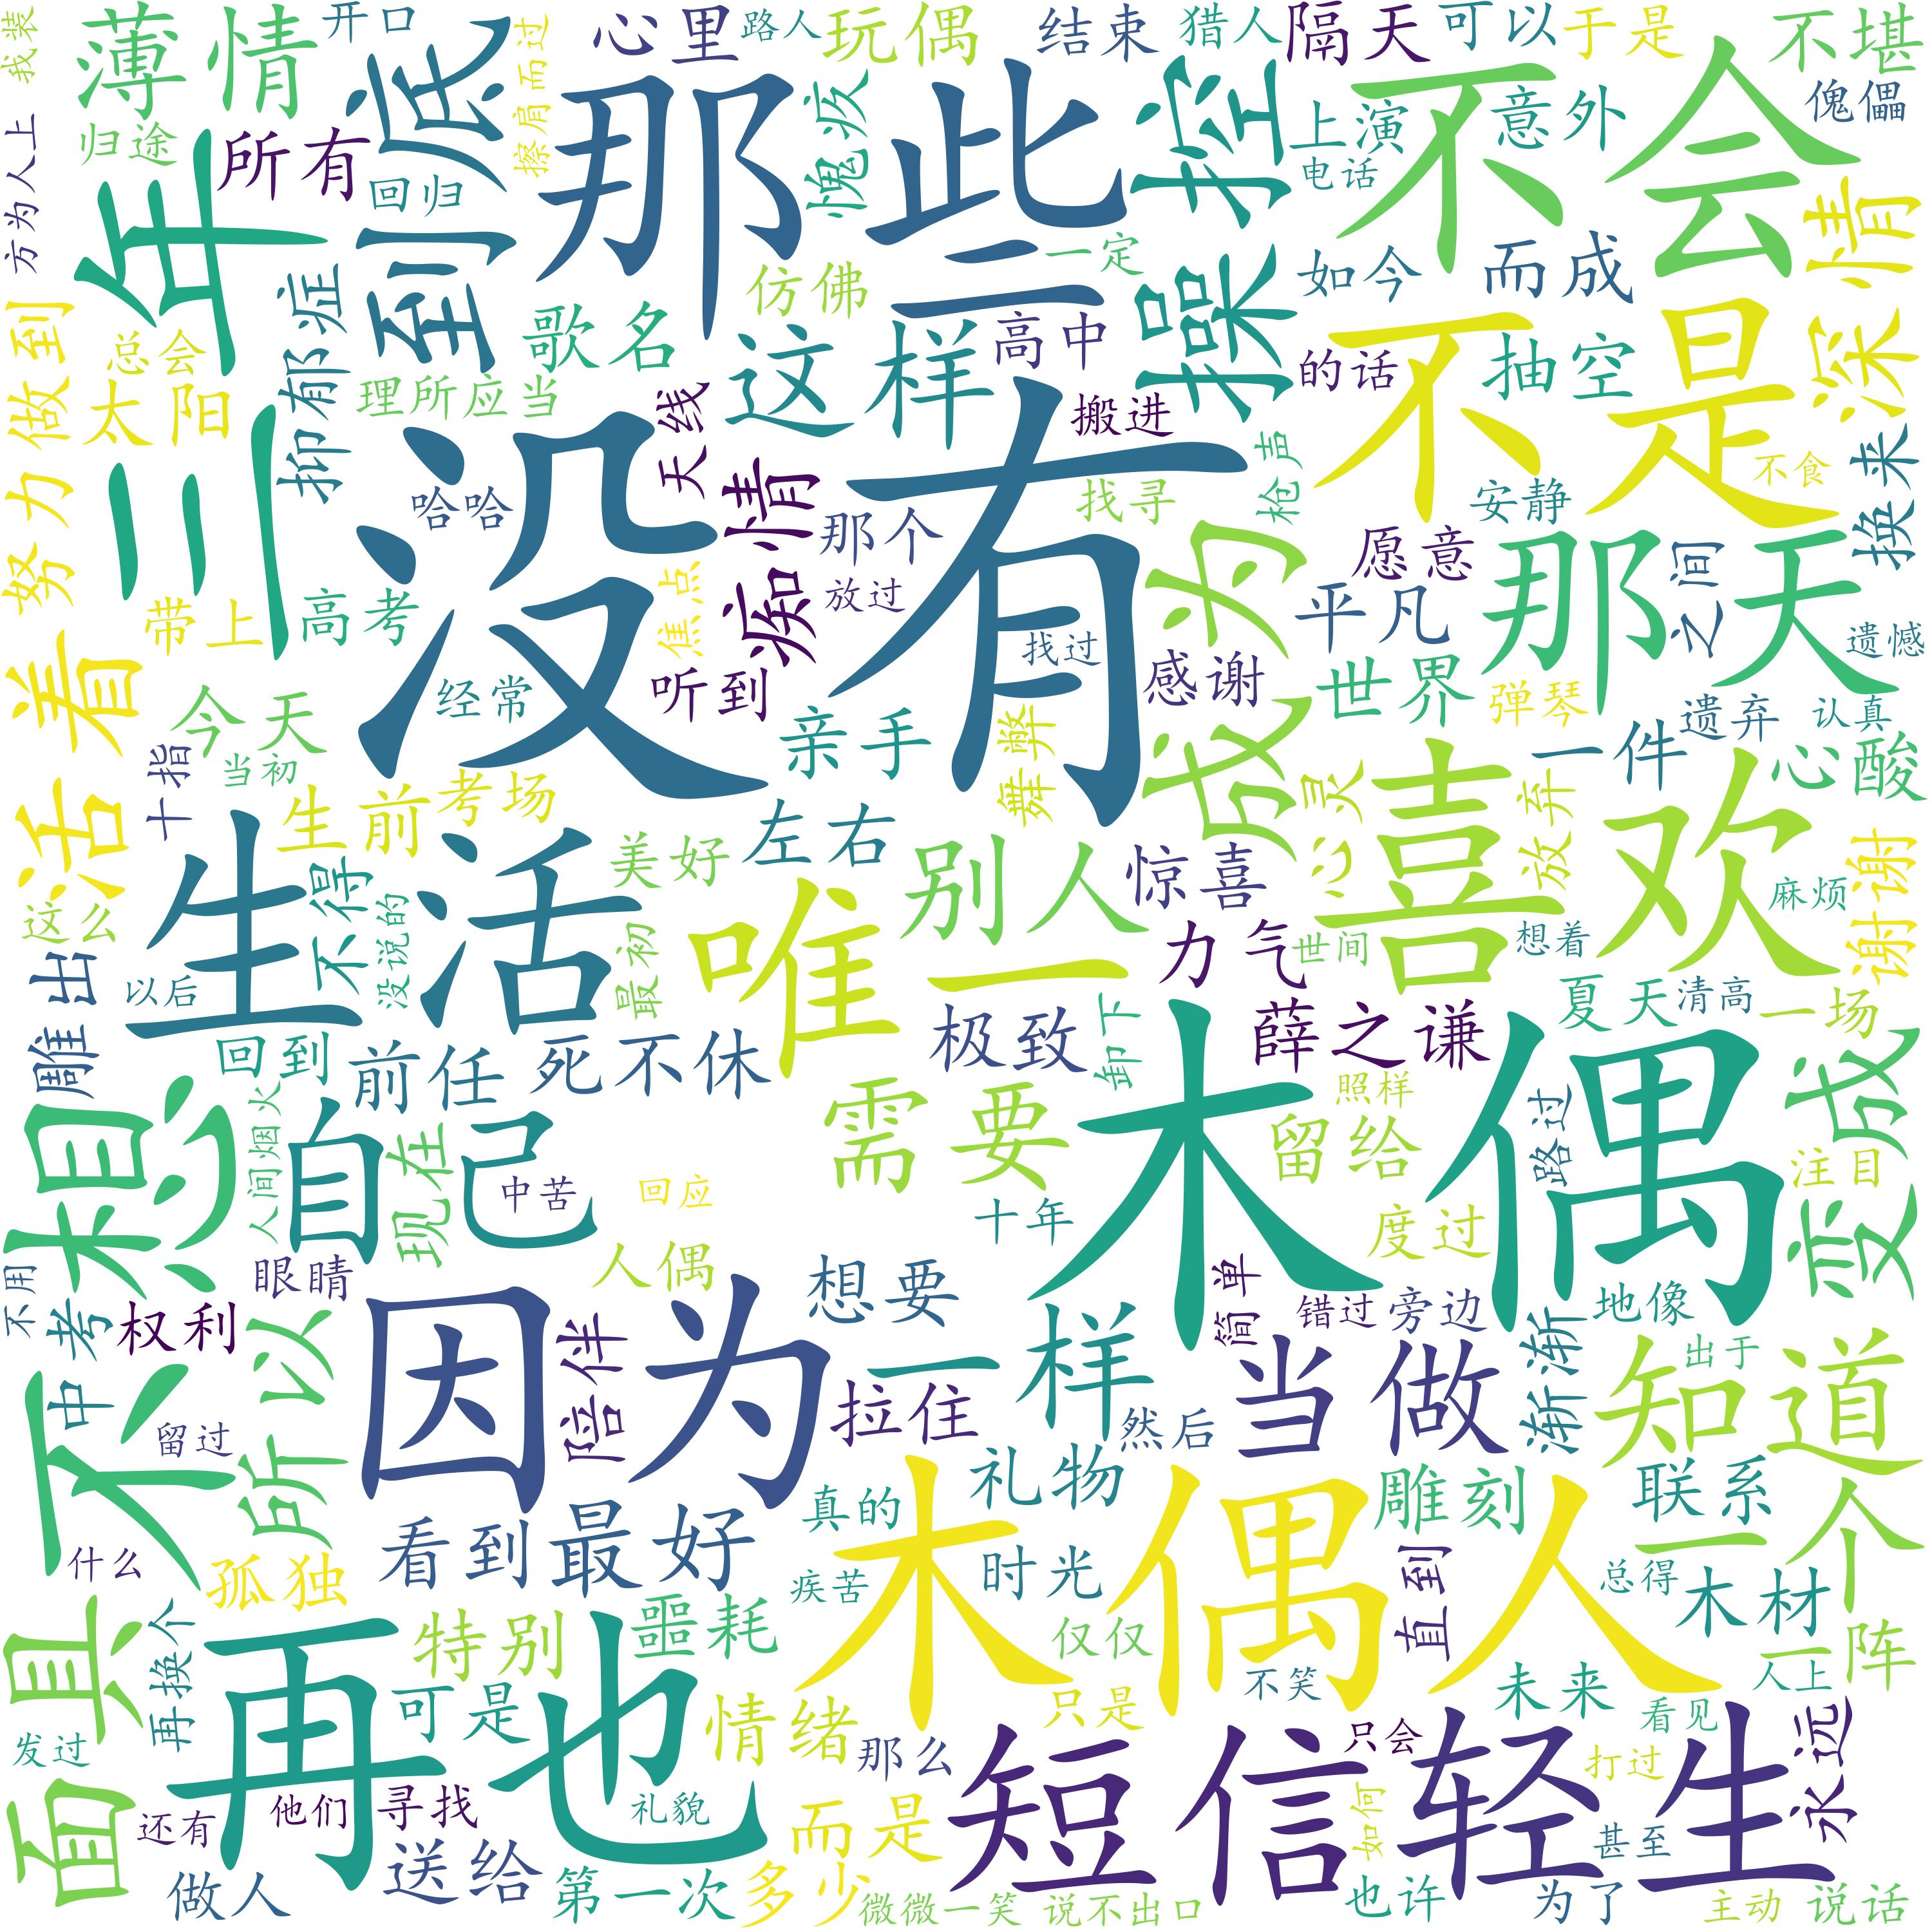 我装
薄情
开口
到底
擦肩而过
心里
路人
玩偶
结束
猎人
隔天
可以
于是
不堪
方为人上
归途
所有
回归
那些
愧疚
操控
上演
电话
不会
意外
傀儡
三年
抑郁症
歌名
仿佛
一定
如今
而成
深情
努力做到
总会
太阳
理所应当
这样
高中
的话
不是
抽空
天线
搬进
没有
哈哈
痴情
那个
找寻
枪声
安静
不食
换来
活着
带上
高考
焦点
放过
找过
成为
愿意
平凡
那天
之间
遗憾
今天
经常
听到
感谢
世界
弹琴
遗弃
认真
十指
当初
亲手
舞弊
一件
心酸
生前
考场
左右
喜欢
心灵
放弃
生活
不得
美好
唯一
别人
惊喜
麻烦
谢谢
这么
没说的
最初
力气
世间
想着
雕出
以后
极致
卸下
薛之谦
夏天
清高
一场
回到
前任
死不休
木偶
照样
变成
不想
人间烟火
自己
现在
需要
留给
路过
注目
中苦
回应
十年
度过
不用
眼睛
人偶
想要
简单
错过
旁边
地像
中考
权利
所以
因为
陪伴
一样
当做
渐渐
知道
出于
留过
拉住
然后
礼物
雕刻
联系
一个
什么
孤独
看到
最好
真的
木偶人
时光
疾苦
直到
总得
木材
面具
再换个
再也
特别
噩耗
仅仅
不笑
未来
人上
一阵
发过
可是
情绪
只是
短信
只会
轻生
看见
永远
还有
他们
寻找
礼貌
那么
而是
如何
打过
甚至
做人
送给
第一次
多少
微微一笑
说不出口
也许
为了
主动
说话